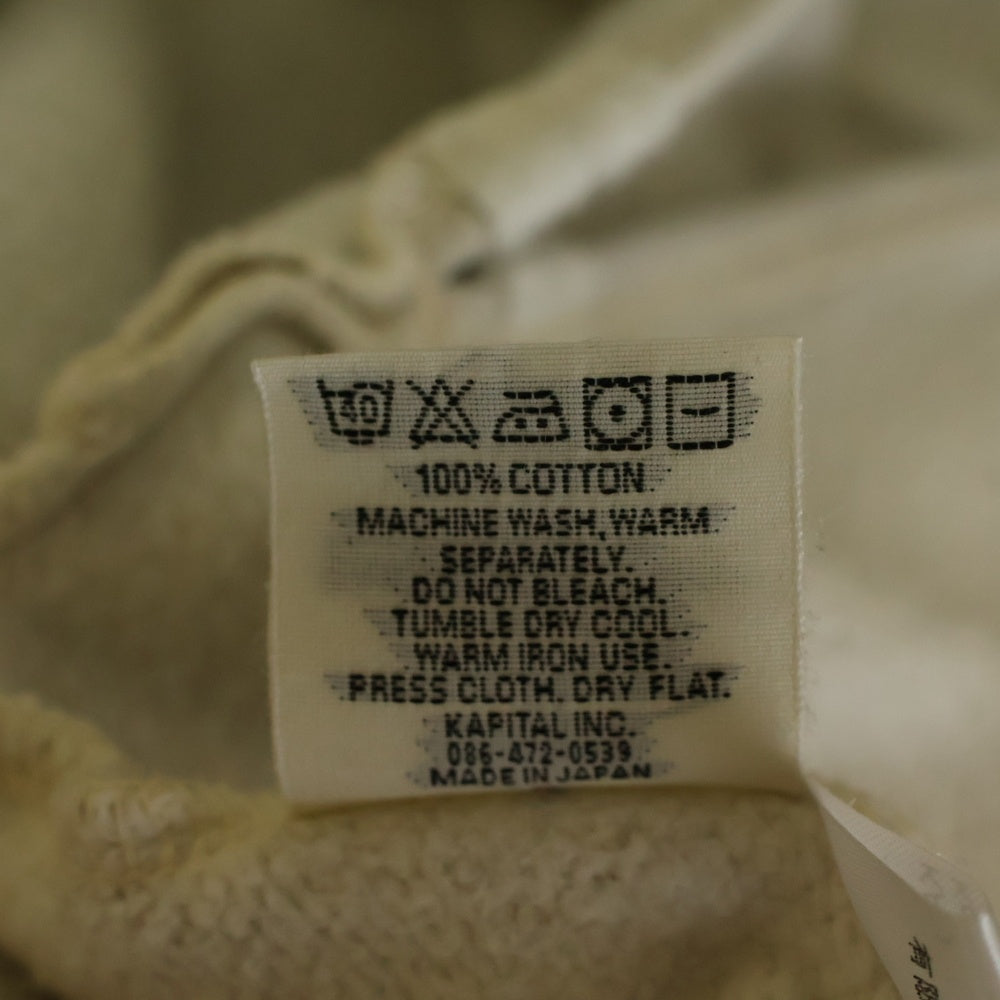 40
100% COTTON
MACHINE WASH, WARM
SEPARATELY.
DO NOT BLEACH.
TUMBLE DRY COOL.
WARM IRON USE.
PRESS CLOTH. DRY FLAT.
KAPITAL INC.
086-472-0539
MADE IN JAPAN